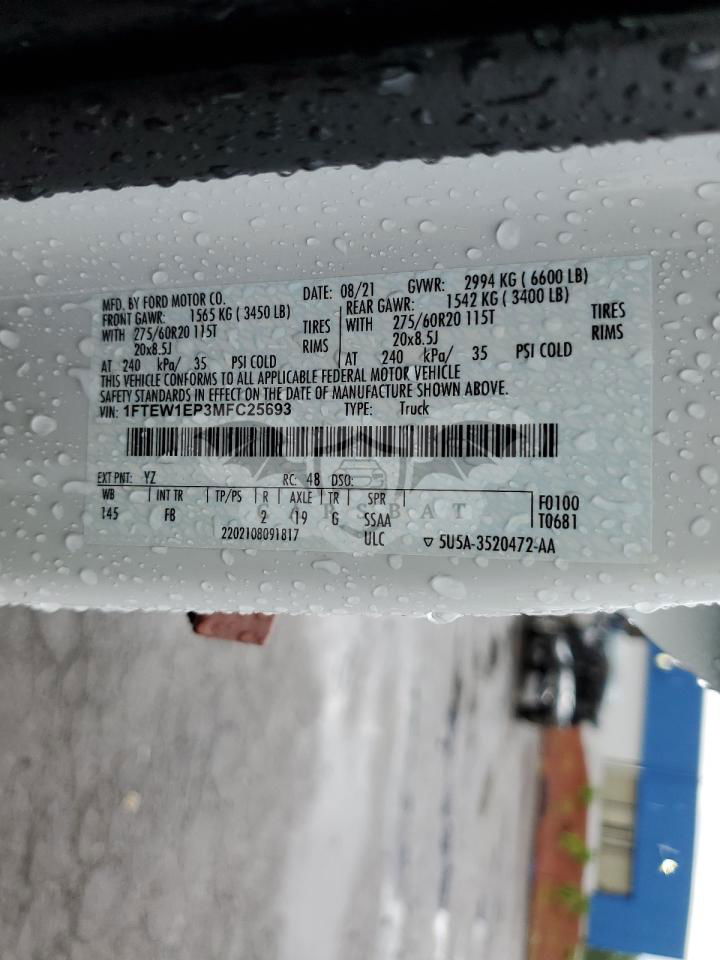 MFD. BY FORD MOTOR CO. DATE: 08/21 GVWR: 2994 KG ( 6600 LB)
FRONT GAWR: 1565 KG ( 3450 LB) REAR GAWR: 1542 KG ( 3400 LB)
WITH 275/60R20 115T TIRES WITH 275/60R20 115T TIRES
20x8.5J RIMS 20x8.5J RIMS
AT 240 kPa/ 35 PSI COLD AT 240 kPa/ 35 PSI COLD
THIS VEHICLE CONFORMS TO ALL APPLICABLE FEDERAL MOTOR VEHICLE
SAFETY STANDARDS IN EFFECT ON THE DATE OF MANUFACTURE SHOWN ABOVE.
VIN: 1FTEW1EP3MFC25693 TYPE: Truck
EXT PNT: YZ RC: 48 DSO:
WB INT TR TP/PS R AXLE TR SPR F0100
145 FB 2 19 G SSAA T0681
2202108091817 ULC 5U5A-3520472-AA
CARSBAT